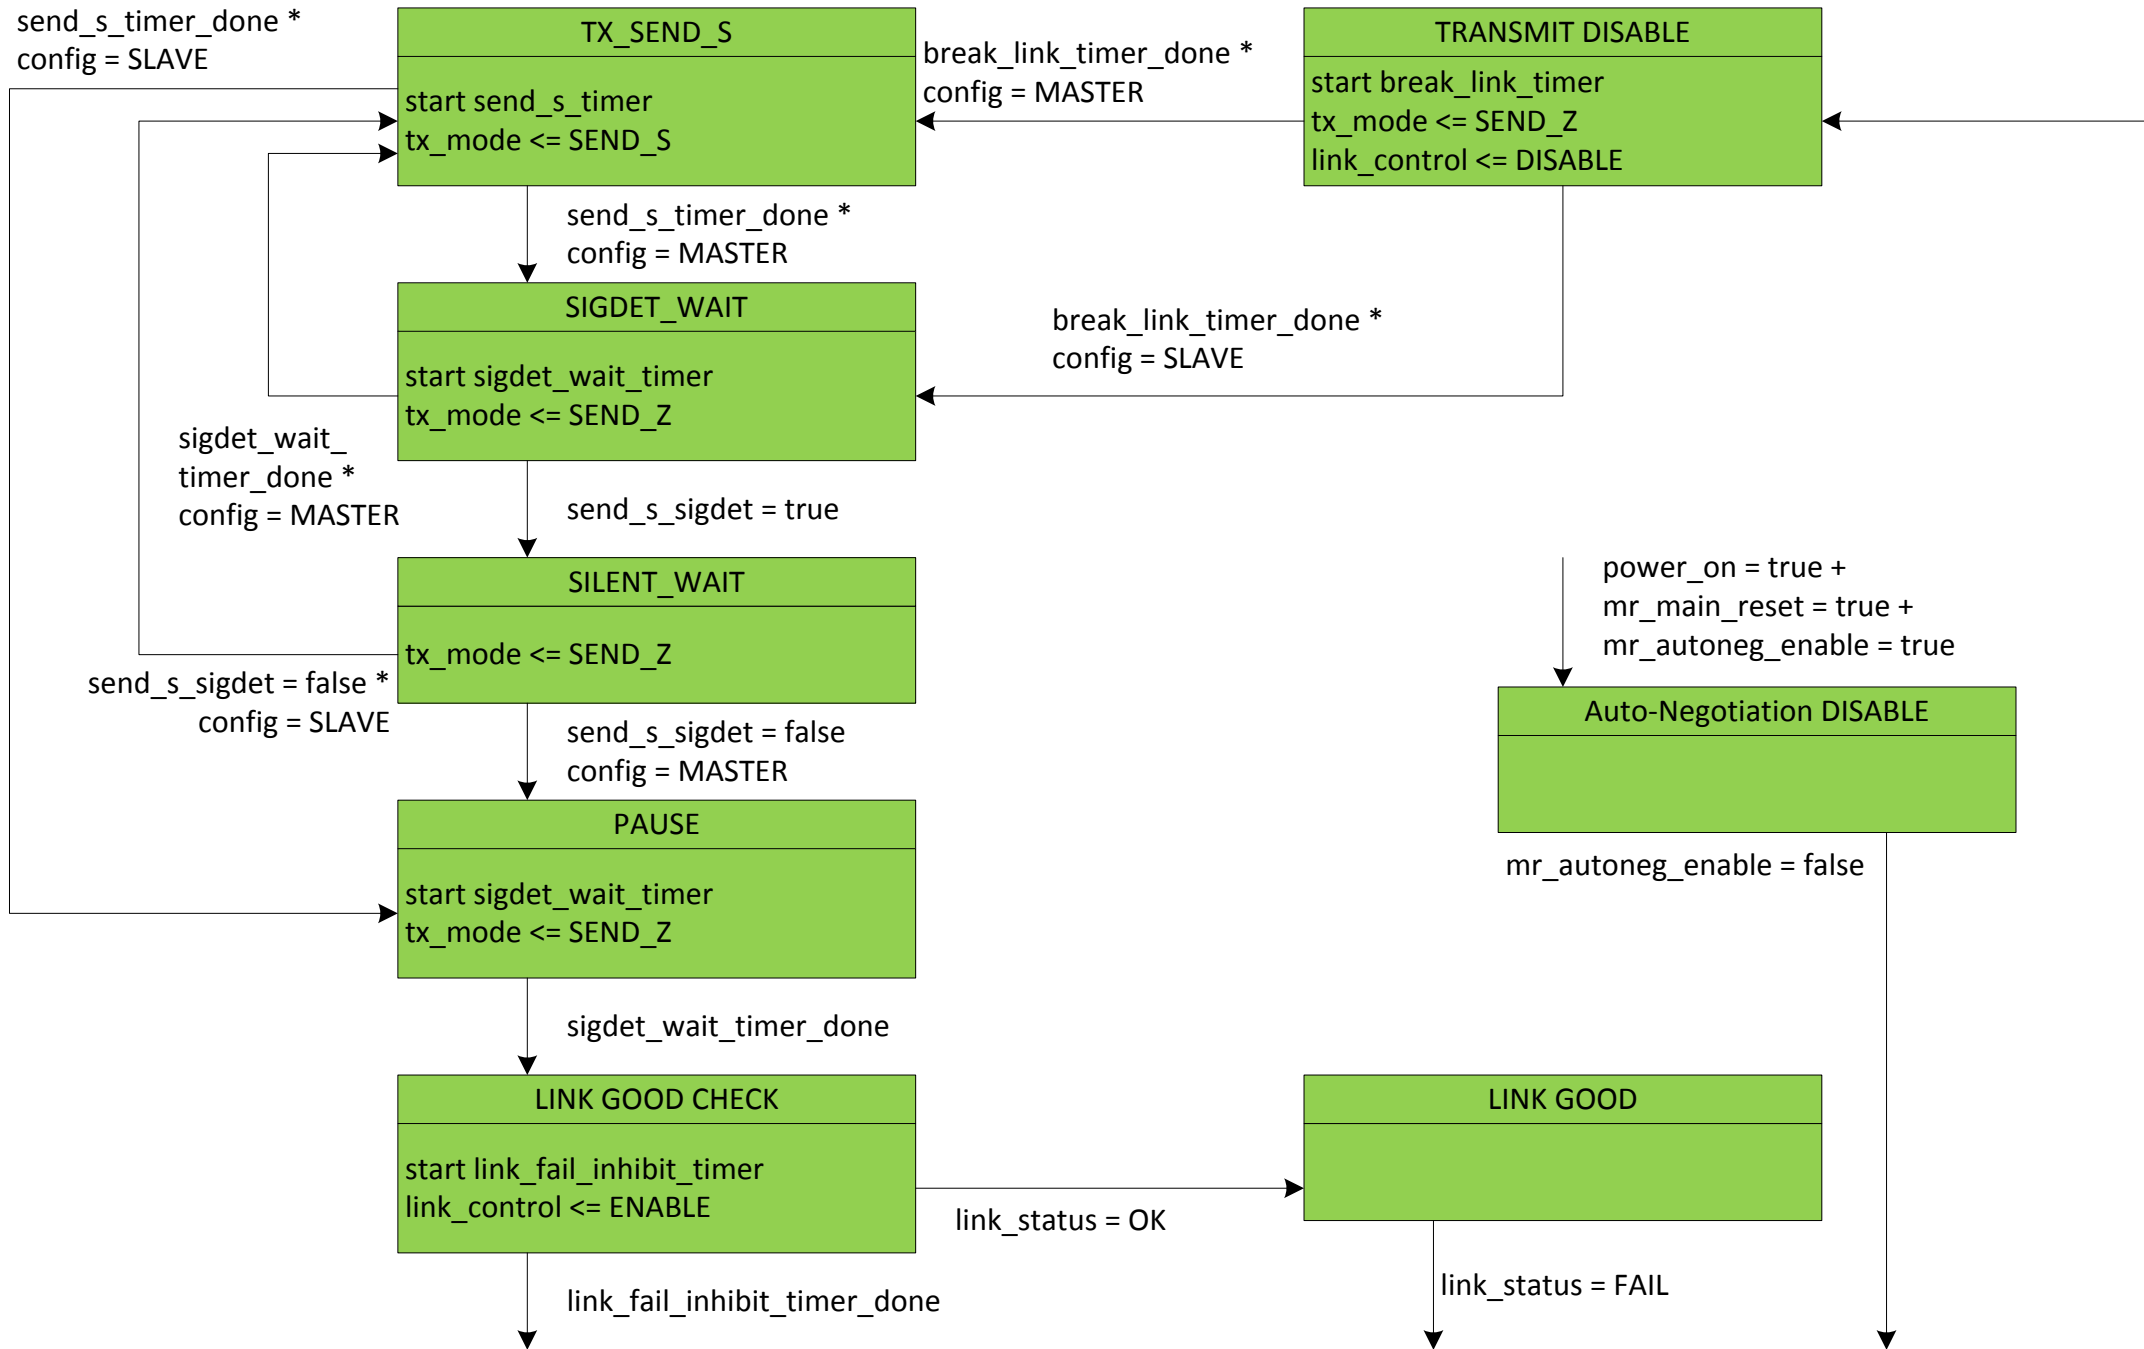 send_s_timer_done *
config = SLAVE
TX_SEND_S
start send_s_timer
tx_mode <= SEND_S
break_link_timer_done *
config = MASTER
TRANSMIT DISABLE
start break_link_timer
tx_mode <= SEND_Z
link_control <= DISABLE
send_s_timer_done *
config = MASTER
SIGDET_WAIT
start sigdet_wait_timer
tx_mode <= SEND_Z
break_link_timer_done *
config = SLAVE
sigdet_wait_
timer_done *
config = MASTER
send_s_sigdet = true
SILENT_WAIT
tx_mode <= SEND_Z
power_on = true +
mr_main_reset = true +
mr_autoneg_enable = true
send_s_sigdet = false *
config = SLAVE
send_s_sigdet = false
config = MASTER
Auto-Negotiation DISABLE
PAUSE
start sigdet_wait_timer
tx_mode <= SEND_Z
mr_autoneg_enable = false
sigdet_wait_timer_done
LINK GOOD CHECK
start link_fail_inhibit_timer
link_control <= ENABLE
link_status = OK
LINK GOOD
link_fail_inhibit_timer_done
link_status = FAIL